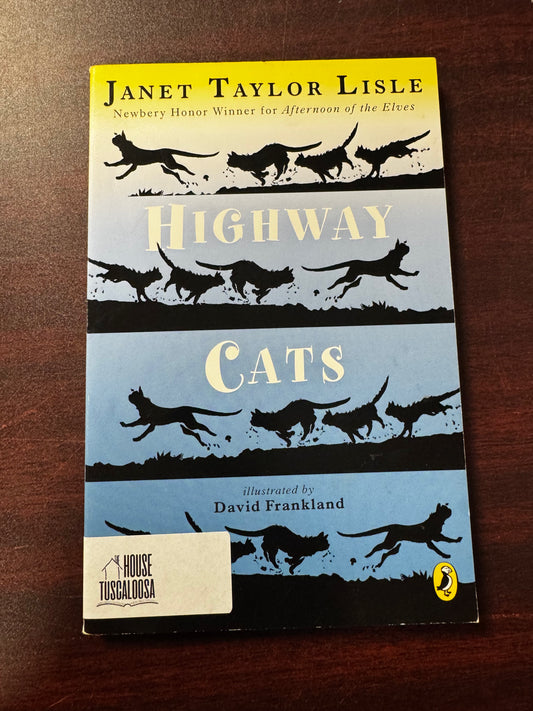 JANET TAYLOR LISLE
Newbery Honor Winner for Afternoon of the Elves
HIGHWAY
CATS
illustrated by
David Frankland
THE
HOUSE
TUSCALOOSA